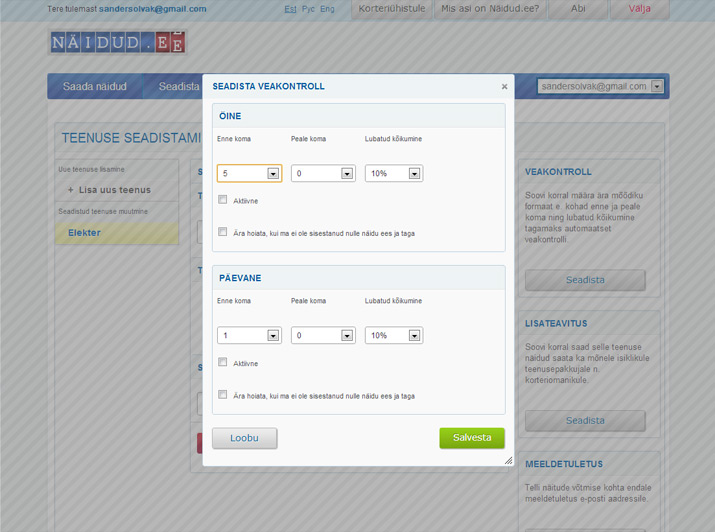 Tere tulemast sandersolvak@gmail.com
Est Рус Eng
Korteriühistule
Mis asi on Näidud.ee?
Abi
Välja
NÄIDUD.EE
Saada näidud
Seadista
sandersolvak@gmail.com
TEENUSE SEADISTAMI
Uue teenuse lisamine
+ Lisa uus teenus
Seadistud teenuse muutmine
Elekter
SEADISTA VEAKONTROLL
ÖINE
Enne koma Peale koma Lubatud kõikumine
5 0 10%
Aktiivne
Ära hoiata, kui ma ei ole sisestanud nulle näidu ees ja taga
PÄEVANE
Enne koma Peale koma Lubatud kõikumine
1 0 10%
Aktiivne
Ära hoiata, kui ma ei ole sisestanud nulle näidu ees ja taga
Loobu
Salvesta
VEAKONTROLL
Soovi korral määra ära mõõdiku
formaat e. kohad enne ja peale
koma ning lubatud kõikumine
tagamaks automaatset
veakontrolli.
Seadista
LISATEAVITUS
Soovi korral saad selle teenuse
näidud saata ka mõnele isiklikule
teenusepakkujale n.
korteriomanikule.
Seadista
MEELDETULETUS
Telli näitude võtmise kohta endale
meeldetuletus e-posti aadressile.